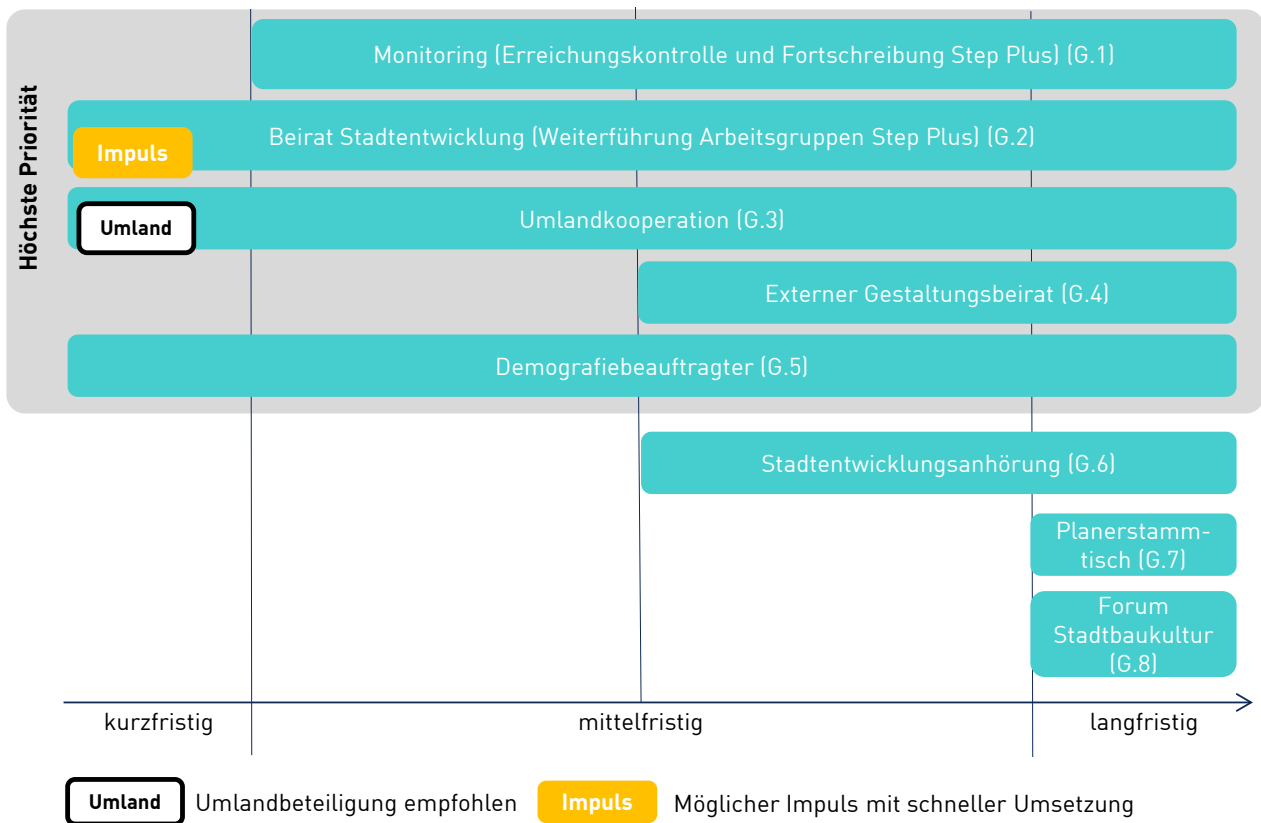 Höchste Priorität
Monitoring (Erreichungskontrolle und Fortschreibung Step Plus) (G.1)
Beirat Stadtentwicklung (Weiterführung Arbeitsgruppen Step Plus) (G.2)
Impuls
Umlandkooperation (G.3)
Umland
Externer Gestaltungsbeirat (G.4)
Demografiebeauftragter (G.5)
Stadtentwicklungsanhörung (G.6)
Planerstamm-
tisch (G.7)
Forum
Stadtbaukultur
(G.8)
kurzfristig
mittelfristig
langfristig
Umland Umlandbeteiligung empfohlen
Impuls Möglicher Impuls mit schneller Umsetzung